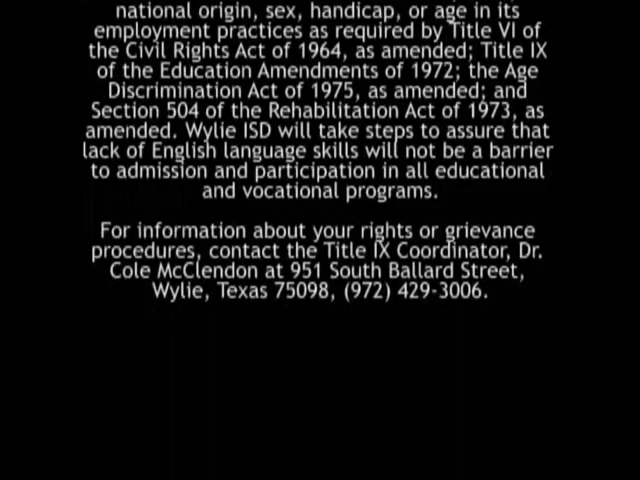 national origin, sex, handicap, or age in its
employment practices as required by Title VI of
the Civil Rights Act of 1964, as amended; Title IX
of the Education Amendments of 1972; the Age
Discrimination Act of 1975, as amended; and
Section 504 of the Rehabilitation Act of 1973, as
amended. Wylie ISD will take steps to assure that
lack of English language skills will not be a barrier
to admission and participation in all educational
and vocational programs.
For information about your rights or grievance
procedures, contact the Title IX Coordinator, Dr.
Cole McClendon at 951 South Ballard Street,
Wylie, Texas 75098, (972) 429-3006.